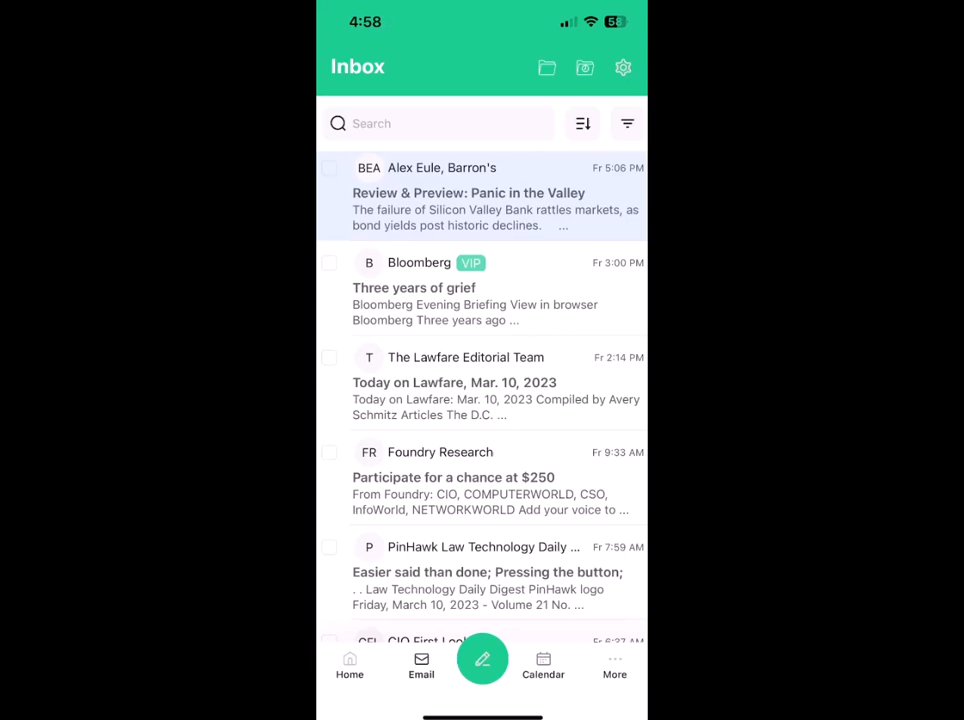 4:58
Inbox
Search
BEA Alex Eule, Barron's Fr 5:06 PM
Review & Preview: Panic in the Valley
The failure of Silicon Valley Bank rattles markets, as
bond yields post historic declines. ...
B Bloomberg VIP Fr 3:00 PM
Three years of grief
Bloomberg Evening Briefing View in browser
Bloomberg Three years ago ...
T The Lawfare Editorial Team Fr 2:14 PM
Today on Lawfare, Mar. 10, 2023
Today on Lawfare: Mar. 10, 2023 Compiled by Avery
Schmitz Articles The D.C. ...
FR Foundry Research Fr 9:33 AM
Participate for a chance at $250
From Foundry: CIO, COMPUTERWORLD, CSO,
InfoWorld, NETWORKWORLD Add your voice to ...
P PinHawk Law Technology Daily ... Fr 7:59 AM
Easier said than done; Pressing the button;
. . Law Technology Daily Digest PinHawk logo
Friday, March 10, 2023 - Volume 21 No. ...
CIO First Fr 6:37 AM
Home Email Calendar More